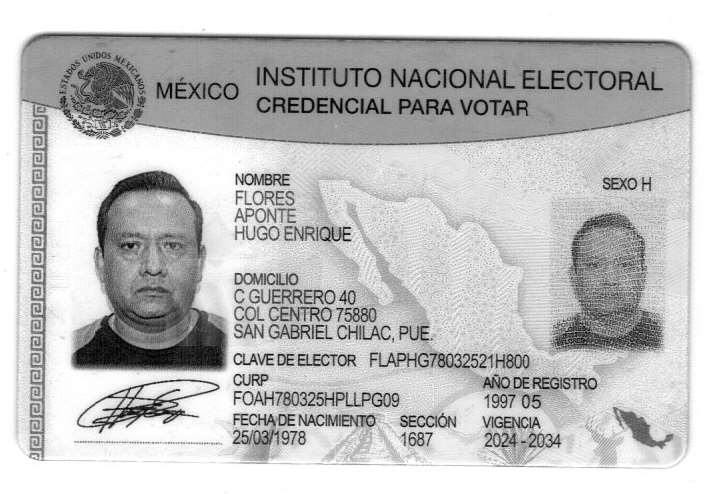 ESTADOS UNIDOS MEXICANOS
MÉXICO INSTITUTO NACIONAL ELECTORAL
CREDENCIAL PARA VOTAR
NOMBRE
FLORES
APONTE
HUGO ENRIQUE
SEXO H
DOMICILIO
C GUERRERO 40
COL CENTRO 75880
SAN GABRIEL CHILAC, PUE.
CLAVE DE ELECTOR FLAPHG78032521H800
CURP
FOAH780325HPLLPG09
AÑO DE REGISTRO
1997 05
FECHA DE NACIMIENTO
25/03/1978
SECCIÓN
1687
VIGENCIA
2024 - 2034